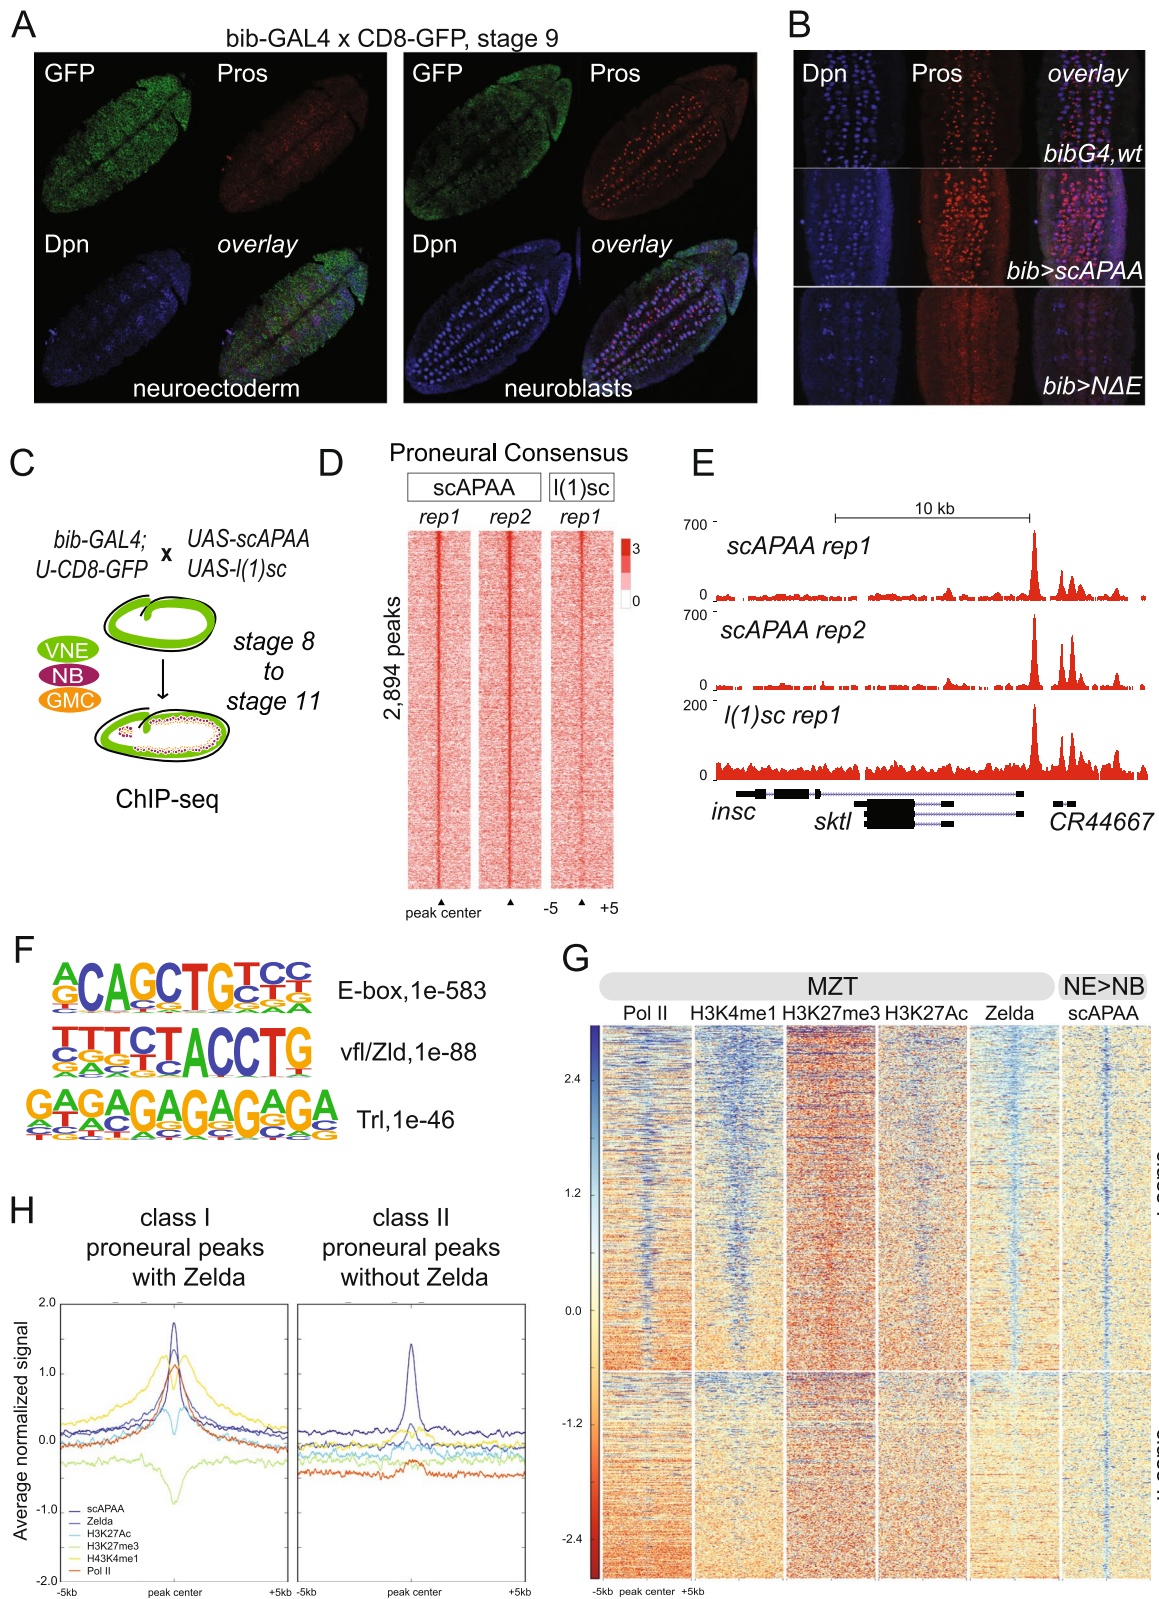 A
bib-GAL4 x CD8-GFP, stage 9
GFP
Pros
Dpn
overlay
neuroectoderm
GFP
Pros
Dpn
overlay
neuroblasts
B
Dpn
Pros
overlay
bibG4,wt
bib>scAPAA
bib>NΔE
C
bib-GAL4;
U-CD8-GFP
x
UAS-scAPAA
UAS-l(1)sc
VNE
NB
GMC
stage 8
to
stage 11
ChIP-seq
D
Proneural Consensus
scAPAA
l(1)sc
rep1
rep2
rep1
2,894 peaks
3
0
peak center
-5
+5
E
10 kb
700
scAPAA rep1
0
700
scAPAA rep2
0
200
l(1)sc rep1
0
insc
sktl
CR44667
F
E-box,1e-583
vfl/Zld,1e-88
Trl,1e-46
G
MZT
NE>NB
Pol II
H3K4me1
H3K27me3
H3K27Ac
Zelda
scAPAA
2.4
1.2
0.0
-1.2
-2.4
-5kb
peak center
+5kb
H
class I
proneural peaks
with Zelda
class II
proneural peaks
without Zelda
Average normalized signal
2.0
1.0
0.0
-1.0
-2.0
scAPAA
Zelda
H3K27Ac
H3K27me3
H43K4me1
Pol II
-5kb
peak center
+5kb
-5kb
peak center
+5kb